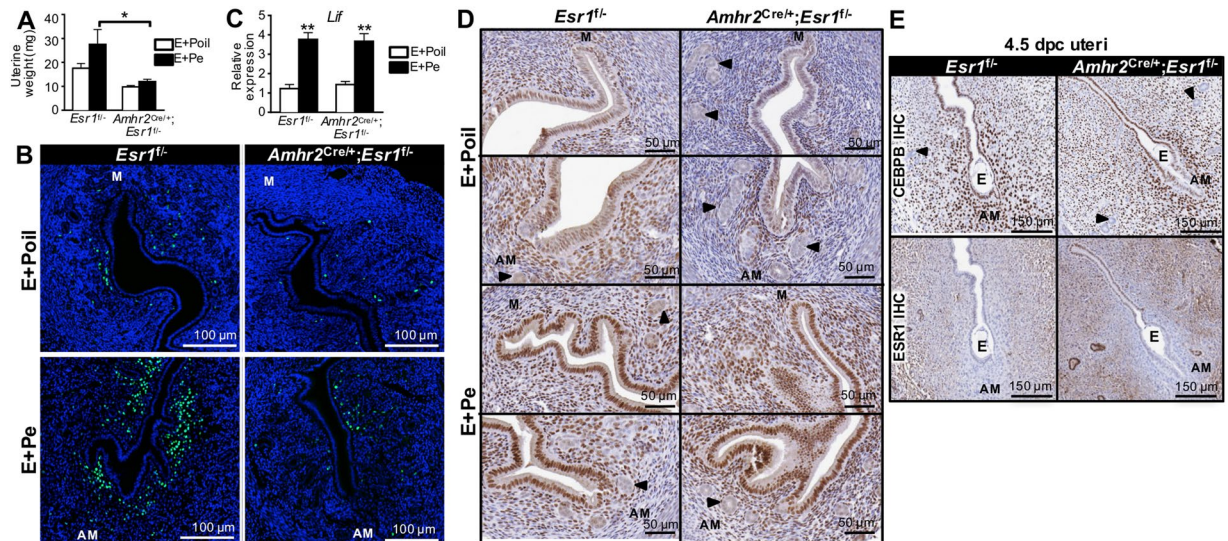 A
*
Uterine
weight(mg)
40
30
20
10
0
E+Poil
E+Pe
Esr1f/-
Amhr2Cre/+;
Esr1f/-
C
Lif
**
**
Relative
expression
5
4
3
2
1
0
E+Poil
E+Pe
Esr1f/-
Amhr2Cre/+;
Esr1f/-
B
Esr1f/-
Amhr2Cre/+;Esr1f/-
E+Poil
M
100 µm
M
100 µm
E+Pe
AM
100 µm
AM
100 µm
D
Esr1f/-
Amhr2Cre/+;Esr1f/-
E+Poil
M
50 µm
M
50 µm
AM
50 µm
AM
50 µm
E+Pe
M
50 µm
M
50 µm
AM
50 µm
AM
50 µm
E
4.5 dpc uteri
Esr1f/-
Amhr2Cre/+;Esr1f/-
CEBPB IHC
E
AM
150 µm
E
AM
150 µm
ESR1 IHC
E
AM
150 µm
E
AM
150 µm